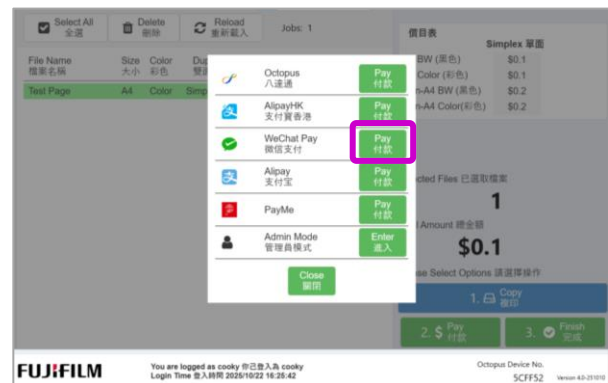 Select All
全選
Delete
刪除
Reload
重新載入
Jobs: 1
File Name
檔案名稱
Size
大小
Color
彩色
Test Page
A4
Color
Octopus
八達通
Pay
付款
AlipayHK
支付寶香港
Pay
付款
WeChat Pay
微信支付
Pay
付款
Alipay
支付宝
Pay
付款
PayMe
Pay
付款
Admin Mode
管理員模式
Enter
進入
Close
關閉
價目表
Simplex 單面
BW (黑色)
$0.1
Color (彩色)
$0.1
n-A4 BW (黑色)
$0.2
n-A4 Color(彩色)
$0.2
Files 已選取檔案
1
Amount 總金額
$0.1
Select Options 請選擇操作
1. Copy
復印
2. $ Pay
付款
3. Finish
完成
FUJIFILM
You are logged as cooky 你已登入為 cooky
Login Time 登入時間 2025/10/22 16:25:42
Octopus Device No.
5CFF52
Version 4.0-251010